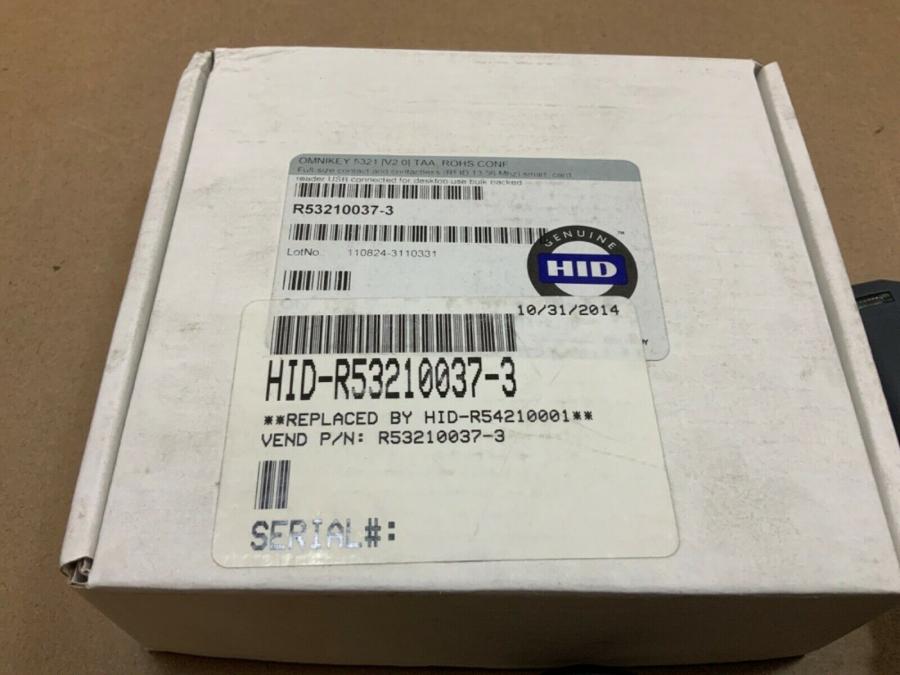 OMNIKEY 5321 [V2.0] TAA, ROHS CONF
Full size contact and contactless (RFID 13.56 Mhz) smart card
reader USB connected for desktop use bulk packed
R53210037-3
LotNo.: 110824-3110331
GENUINE
HID
™
10/31/2014
HID-R53210037-3
**REPLACED BY HID-R54210001**
VEND P/N: R53210037-3
SERIAL#: